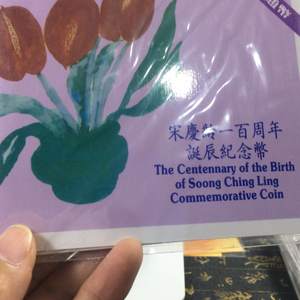 宋慶齡一百周年
誕辰紀念幣
The Centennary of the Birth
of Soong Ching Ling
Commemorative Coin